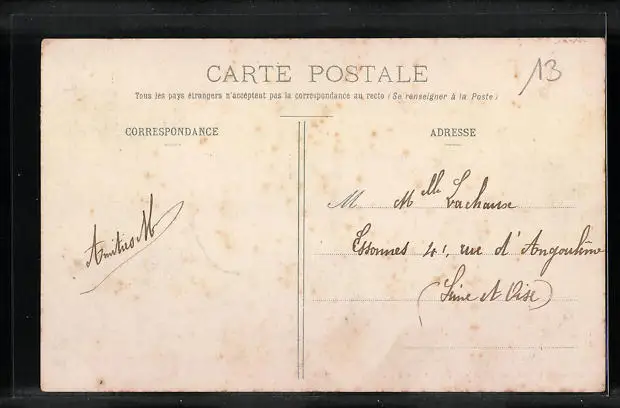 CARTE POSTALE
13
Tous les pays étrangers n'acceptent pas la correspondance au recto (Se renseigner à la Poste)
CORRESPONDANCE
ADRESSE
M Mlle Lachause
Essonnes 41, rue d'Angoulême
(Seine et Oise)
Amitiés M